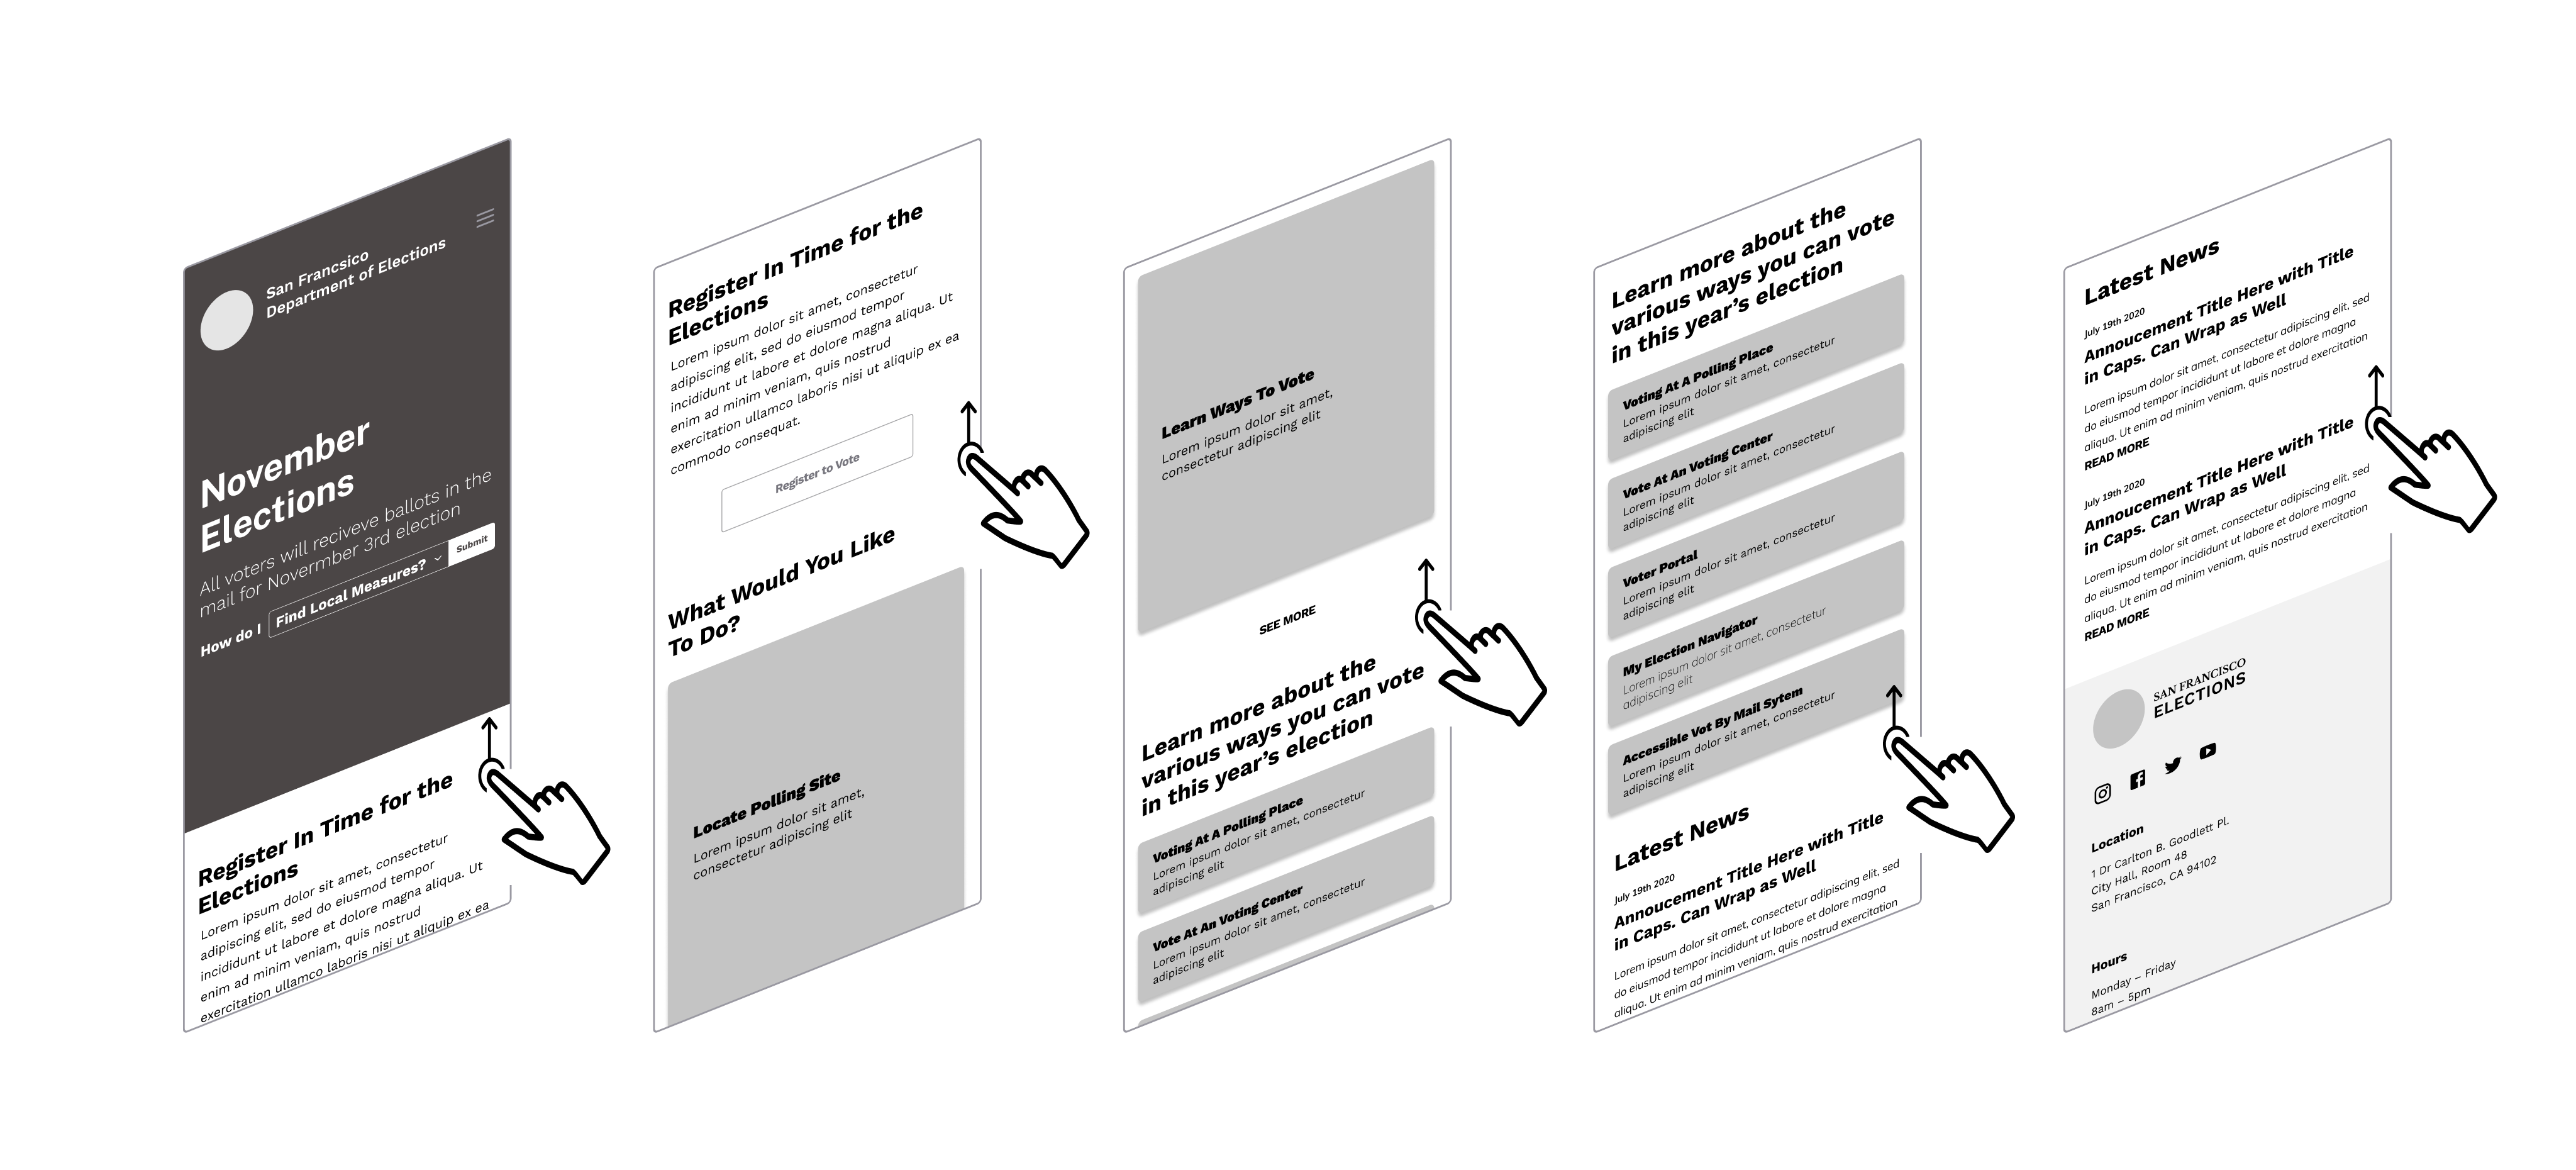 San Francsico
Department of Elections
November
Elections
All voters will reciveve ballots in the
mail for Novermber 3rd election
How do I
Find Local Measures?
Submit
Register In Time for the
Elections
Lorem ipsum dolor sit amet, consectetur
adipiscing elit, sed do eiusmod tempor
incididunt ut labore et dolore magna aliqua. Ut
enim ad minim veniam, quis nostrud
exercitation ullamco laboris nisi ut aliquip ex ea
Register In Time for the
Elections
Lorem ipsum dolor sit amet, consectetur
adipiscing elit, sed do eiusmod tempor
incididunt ut labore et dolore magna aliqua. Ut
enim ad minim veniam, quis nostrud
exercitation ullamco laboris nisi ut aliquip ex ea
commodo consequat.
Register to Vote
What Would You Like
To Do?
Locate Polling Site
Lorem ipsum dolor sit amet,
consectetur adipiscing elit
Learn Ways To Vote
Lorem ipsum dolor sit amet,
consectetur adipiscing elit
SEE MORE
Learn more about the
various ways you can vote
in this year’s election
Voting At A Polling Place
Lorem ipsum dolor sit amet, consectetur
adipiscing elit
Vote At An Voting Center
Lorem ipsum dolor sit amet, consectetur
adipiscing elit
Learn more about the
various ways you can vote
in this year’s election
Voting At A Polling Place
Lorem ipsum dolor sit amet, consectetur
adipiscing elit
Vote At An Voting Center
Lorem ipsum dolor sit amet, consectetur
adipiscing elit
Voter Portal
Lorem ipsum dolor sit amet, consectetur
adipiscing elit
My Election Navigator
Lorem ipsum dolor sit amet, consectetur
adipiscing elit
Accessible Vot By Mail Sytem
Lorem ipsum dolor sit amet, consectetur
adipiscing elit
Latest News
July 19th 2020
Annoucement Title Here with Title
in Caps. Can Wrap as Well
Lorem ipsum dolor sit amet, consectetur adipiscing elit, sed
do eiusmod tempor incididunt ut labore et dolore magna
aliqua. Ut enim ad minim veniam, quis nostrud exercitation
Latest News
July 19th 2020
Annoucement Title Here with Title
in Caps. Can Wrap as Well
Lorem ipsum dolor sit amet, consectetur adipiscing elit, sed
do eiusmod tempor incididunt ut labore et dolore magna
aliqua. Ut enim ad minim veniam, quis nostrud exercitation
READ MORE
July 19th 2020
Annoucement Title Here with Title
in Caps. Can Wrap as Well
Lorem ipsum dolor sit amet, consectetur adipiscing elit, sed
do eiusmod tempor incididunt ut labore et dolore magna
aliqua. Ut enim ad minim veniam, quis nostrud exercitation
READ MORE
SAN FRANCISCO
ELECTIONS
Location
1 Dr Carlton B. Goodlett Pl.
City Hall, Room 48
San Francisco, CA 94102
Hours
Monday – Friday
8am – 5pm